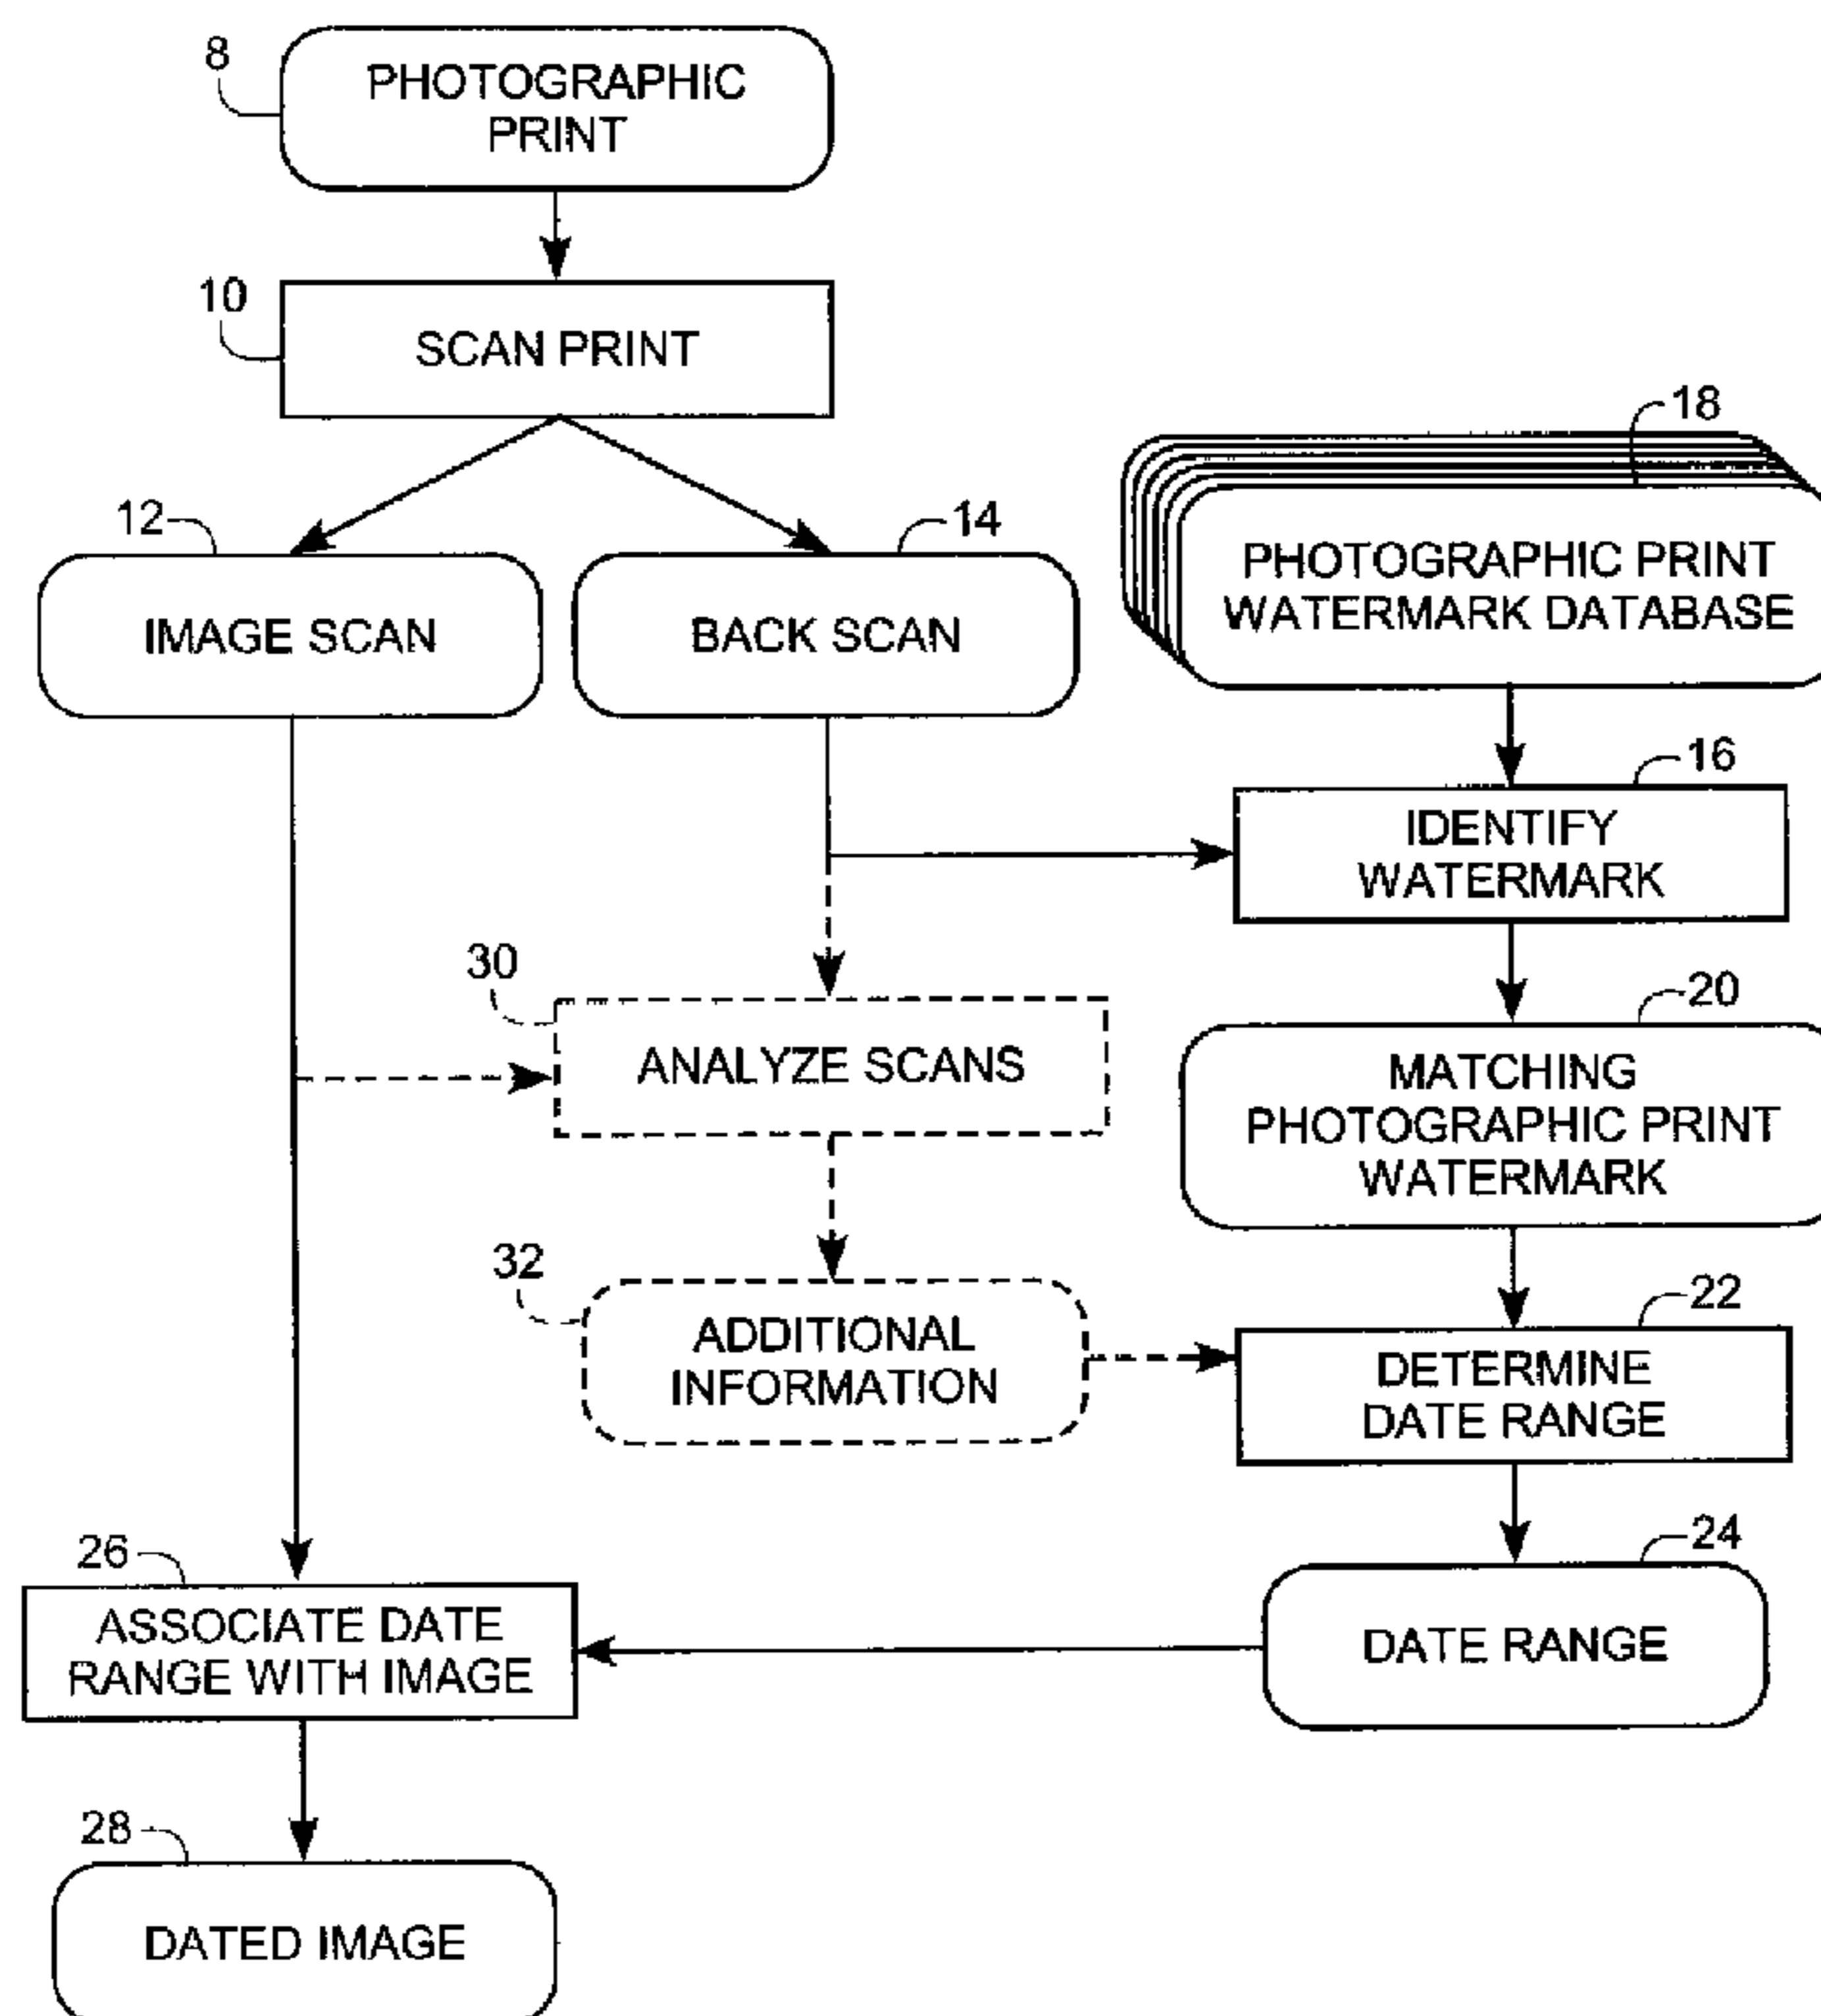 8
PHOTOGRAPHIC
PRINT
10
SCAN PRINT
18
12
14
PHOTOGRAPHIC PRINT
WATERMARK DATABASE
IMAGE SCAN
BACK SCAN
16
IDENTIFY
WATERMARK
30
20
ANALYZE SCANS
MATCHING
PHOTOGRAPHIC PRINT
WATERMARK
32
22
ADDITIONAL
INFORMATION
DETERMINE
DATE RANGE
26
24
ASSOCIATE DATE
RANGE WITH IMAGE
DATE RANGE
28
DATED IMAGE